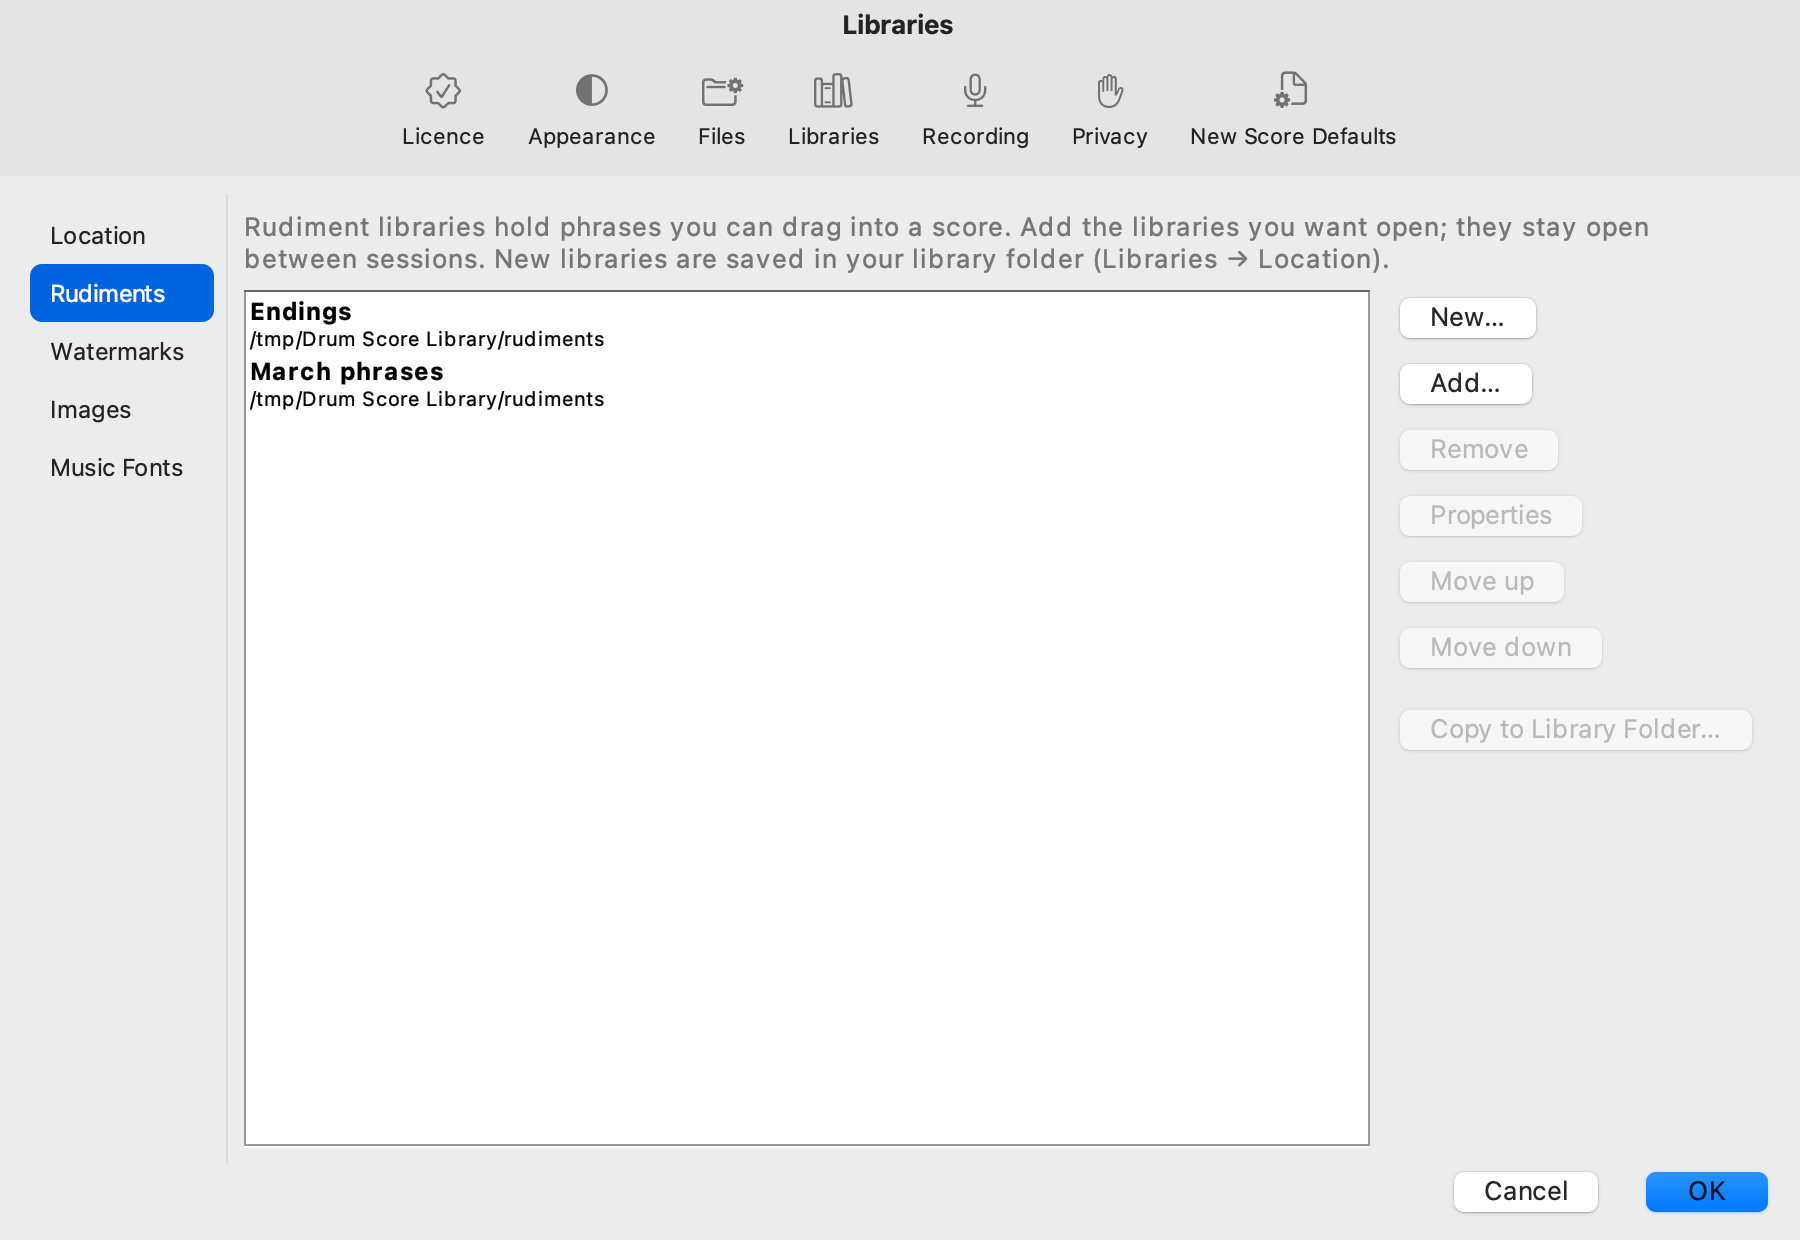 Libraries
Licence
Appearance
Files
Libraries
Recording
Privacy
New Score Defaults
Location
Rudiments
Watermarks
Images
Music Fonts
Rudiment libraries hold phrases you can drag into a score. Add the libraries you want open; they stay open
between sessions. New libraries are saved in your library folder (Libraries → Location).
Endings
/tmp/Drum Score Library/rudiments
March phrases
/tmp/Drum Score Library/rudiments
New...
Add...
Remove
Properties
Move up
Move down
Copy to Library Folder...
Cancel
OK